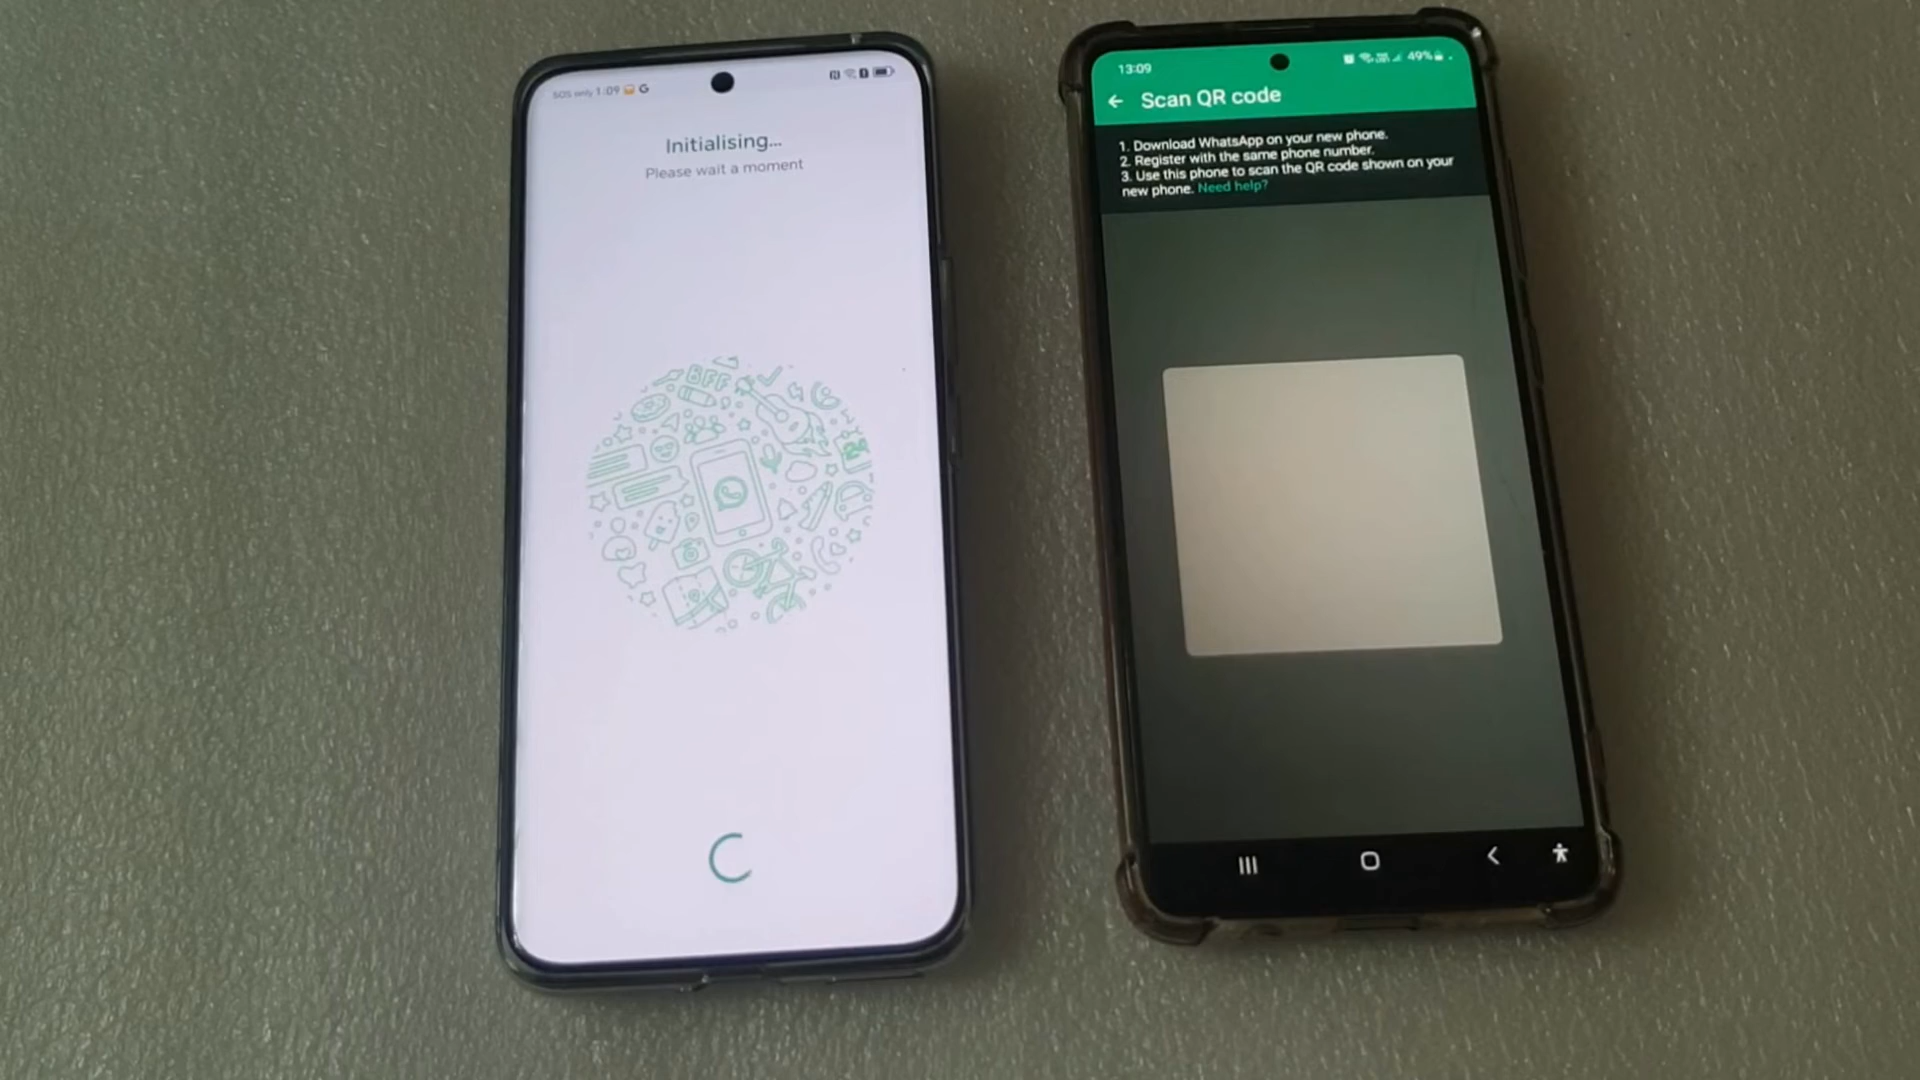 SOS only 1:09
Initialising...
Please wait a moment
BFF
24
13:09
49%
Scan QR code
1. Download WhatsApp on your new phone.
2. Register with the same phone number.
3. Use this phone to scan the QR code shown on your
new phone. Need help?